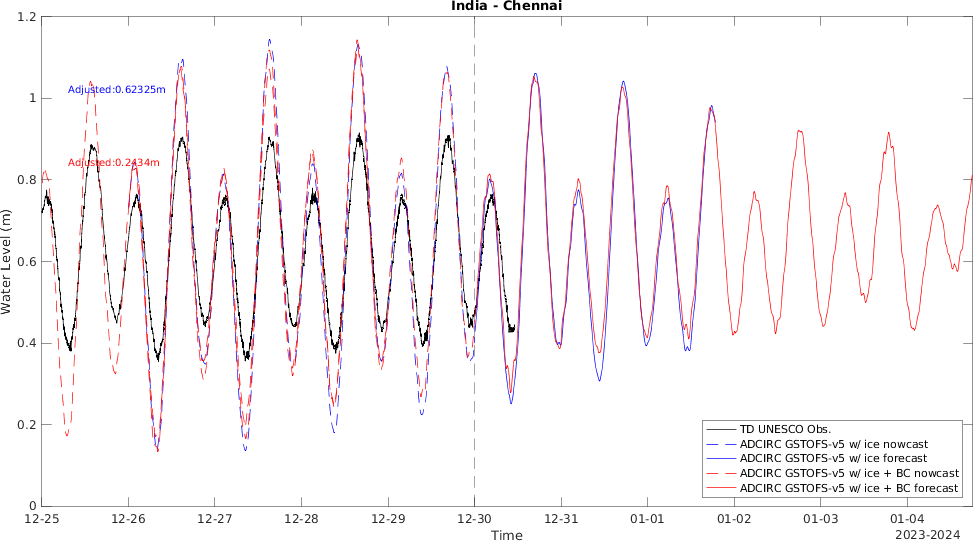 India - Chennai
1.2
1
0.8
0.6
0.4
0.2
0
Water Level (m)
Adjusted:0.62325m
Adjusted:0.2434m
TD UNESCO Obs.
ADCIRC GSTOFS-v5 w/ ice nowcast
ADCIRC GSTOFS-v5 w/ ice forecast
ADCIRC GSTOFS-v5 w/ ice + BC nowcast
ADCIRC GSTOFS-v5 w/ ice + BC forecast
12-25 12-26 12-27 12-28 12-29 12-30 12-31 01-01 01-02 01-03 01-04
Time
2023-2024